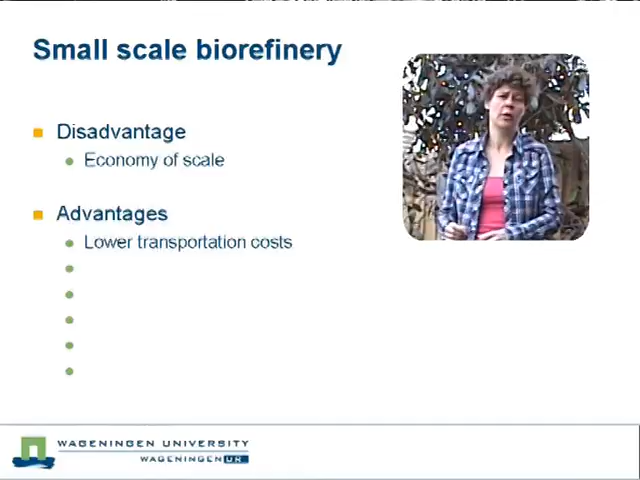 Small scale biorefinery
Disadvantage
Economy of scale
Advantages
Lower transportation costs
WAGENINGEN UNIVERSITY
WAGENINGEN UR